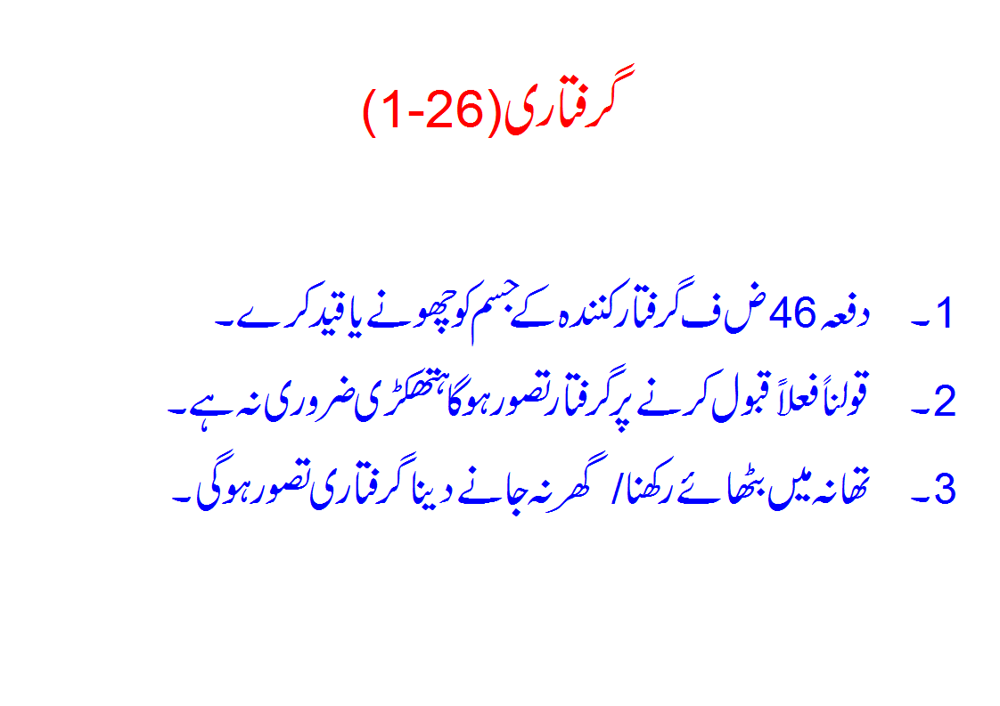 گرفتاری(26-1)
1۔ دفعہ 46 ض ف گرفتار کنندہ کے جسم کو چھونے یا قید کرے۔
2۔ قولناً فعلاً قبول کرنے پر گرفتار تصور ہوگا ہتھکڑی ضروری نہ ہے۔
3۔ تھانہ میں بٹھائے رکھنا/ گھر نہ جانے دینا گرفتاری تصور ہوگی۔